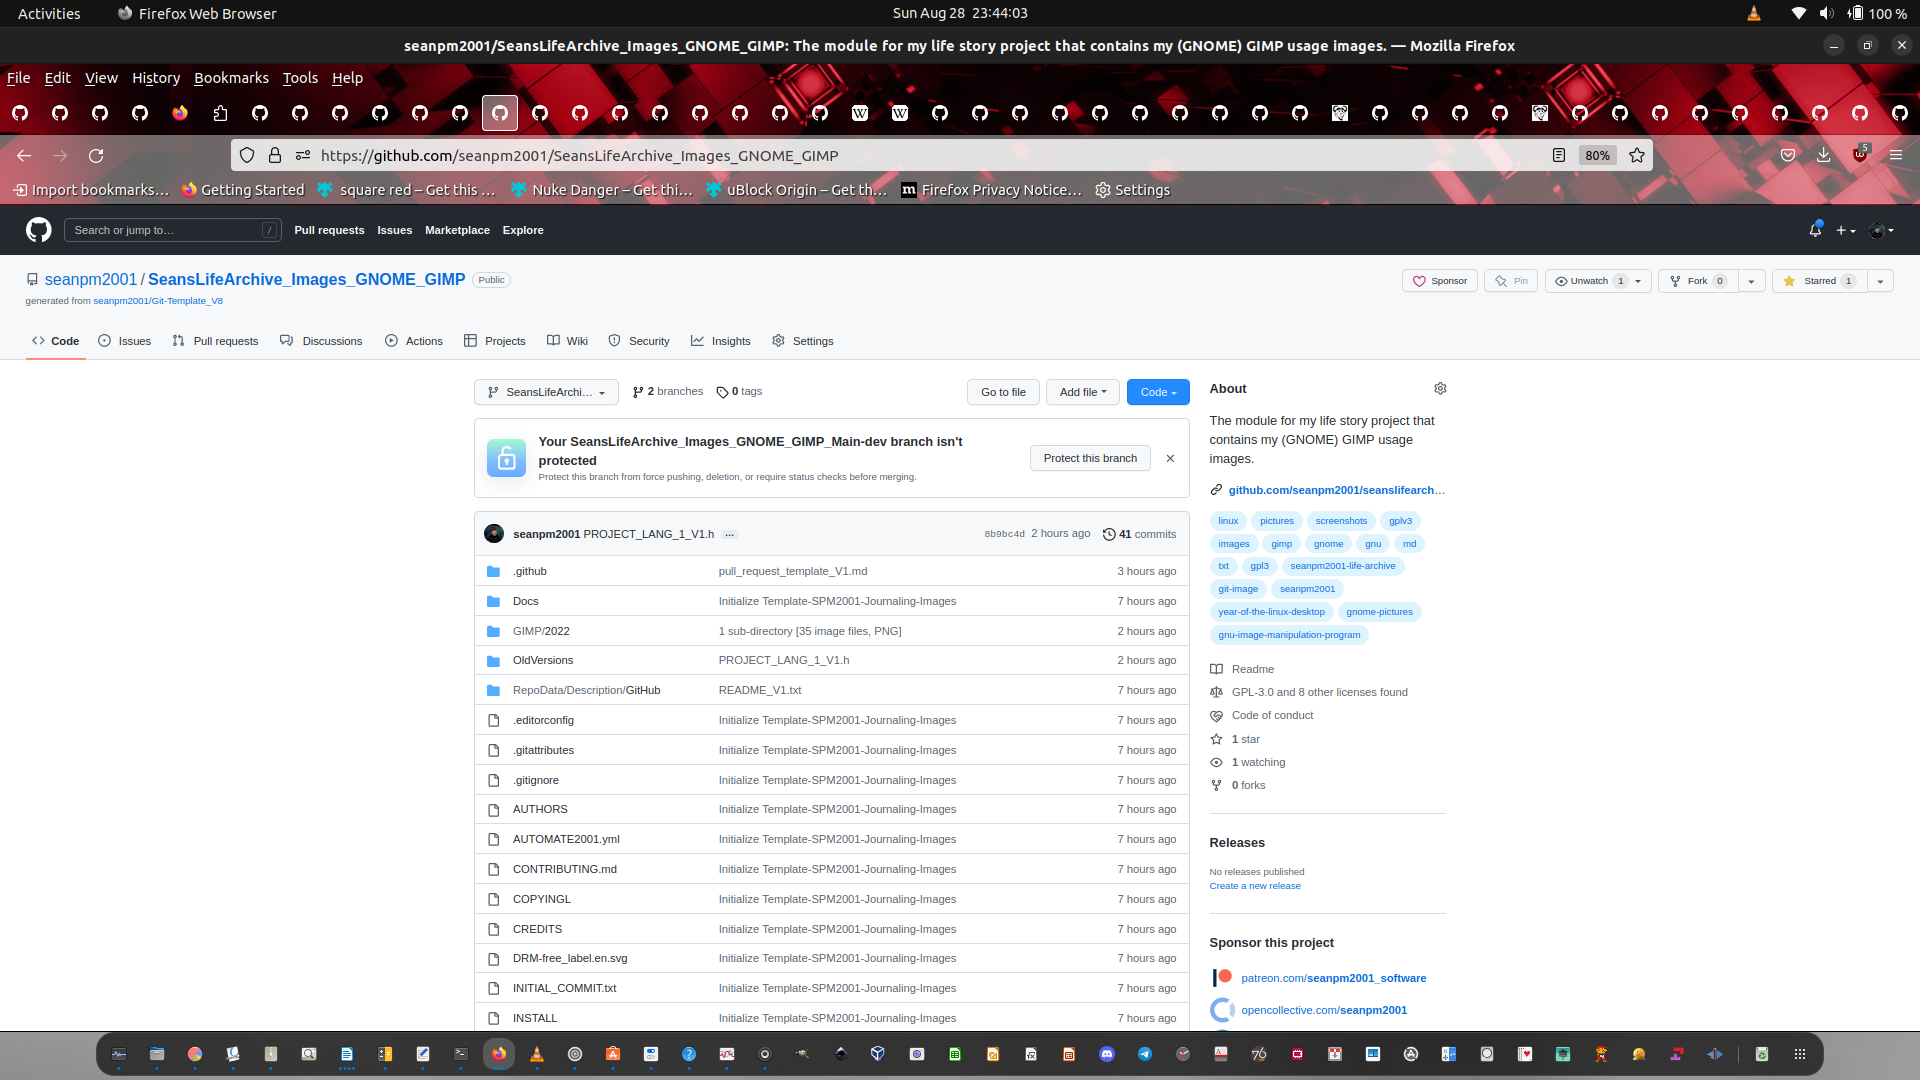 Activities Firefox Web Browser Sun Aug 28 23:44:03 100 %
seanpm2001/SeansLifeArchive_Images_GNOME_GIMP: The module for my life story project that contains my (GNOME) GIMP usage images. — Mozilla Firefox
File Edit View History Bookmarks Tools Help
https://github.com/seanpm2001/SeansLifeArchive_Images_GNOME_GIMP 80% 5
Import bookmarks… Getting Started square red – Get this … Nuke Danger – Get thi… uBlock Origin – Get th… Firefox Privacy Notice… Settings
Search or jump to… / Pull requests Issues Marketplace Explore
seanpm2001 / SeansLifeArchive_Images_GNOME_GIMP Public Sponsor Pin Unwatch 1 Fork 0 Starred 1
generated from seanpm2001/Git-Template_V8
Code Issues Pull requests Discussions Actions Projects Wiki Security Insights Settings
SeansLifeArchi… 2 branches 0 tags Go to file Add file Code
Your SeansLifeArchive_Images_GNOME_GIMP_Main-dev branch isn't
protected
Protect this branch from force pushing, deletion, or require status checks before merging.
Protect this branch
seanpm2001 PROJECT_LANG_1_V1.h … 8b9bc4d 2 hours ago 41 commits
.github pull_request_template_V1.md 3 hours ago
Docs Initialize Template-SPM2001-Journaling-Images 7 hours ago
GIMP/2022 1 sub-directory [35 image files, PNG] 2 hours ago
OldVersions PROJECT_LANG_1_V1.h 2 hours ago
RepoData/Description/GitHub README_V1.txt 7 hours ago
.editorconfig Initialize Template-SPM2001-Journaling-Images 7 hours ago
.gitattributes Initialize Template-SPM2001-Journaling-Images 7 hours ago
.gitignore Initialize Template-SPM2001-Journaling-Images 7 hours ago
AUTHORS Initialize Template-SPM2001-Journaling-Images 7 hours ago
AUTOMATE2001.yml Initialize Template-SPM2001-Journaling-Images 7 hours ago
CONTRIBUTING.md Initialize Template-SPM2001-Journaling-Images 7 hours ago
COPYINGL Initialize Template-SPM2001-Journaling-Images 7 hours ago
CREDITS Initialize Template-SPM2001-Journaling-Images 7 hours ago
DRM-free_label.en.svg Initialize Template-SPM2001-Journaling-Images 7 hours ago
INITIAL_COMMIT.txt Initialize Template-SPM2001-Journaling-Images 7 hours ago
INSTALL Initialize Template-SPM2001-Journaling-Images 7 hours ago
About
The module for my life story project that
contains my (GNOME) GIMP usage
images.
github.com/seanpm2001/seanslifearch…
linux pictures screenshots gplv3
images gimp gnome gnu md
txt gpl3 seanpm2001-life-archive
git-image seanpm2001
year-of-the-linux-desktop gnome-pictures
gnu-image-manipulation-program
Readme
GPL-3.0 and 8 other licenses found
Code of conduct
1 star
1 watching
0 forks
Releases
No releases published
Create a new release
Sponsor this project
patreon.com/seanpm2001_software
opencollective.com/seanpm2001